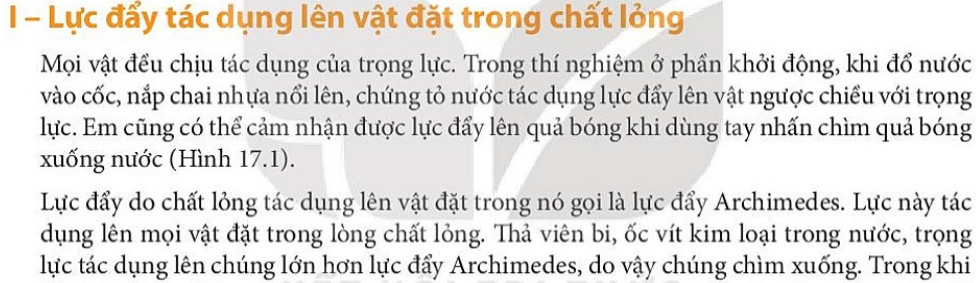 I – Lực đẩy tác dụng lên vật đặt trong chất lỏng
Mọi vật đều chịu tác dụng của trọng lực. Trong thí nghiệm ở phần khởi động, khi đổ nước
vào cốc, nắp chai nhựa nổi lên, chứng tỏ nước tác dụng lực đẩy lên vật ngược chiều với trọng
lực. Em cũng có thể cảm nhận được lực đẩy lên quả bóng khi dùng tay nhấn chìm quả bóng
xuống nước (Hình 17.1).
Lực đẩy do chất lỏng tác dụng lên vật đặt trong nó gọi là lực đẩy Archimedes. Lực này tác
dụng lên mọi vật đặt trong lòng chất lỏng. Thả viên bi, ốc vít kim loại trong nước, trọng
lực tác dụng lên chúng lớn hơn lực đẩy Archimedes, do vậy chúng chìm xuống. Trong khi